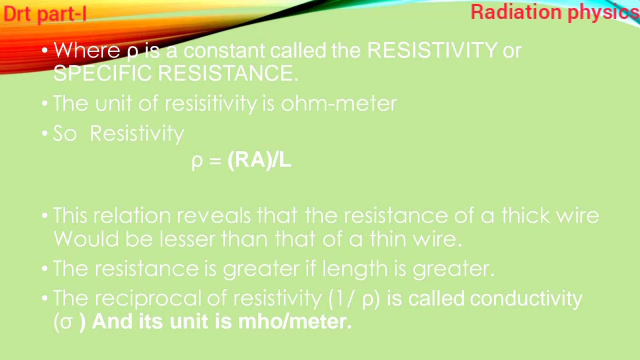 Drt part-I
Radiation physics
• Where ρ is a constant called the RESISTIVITY or
SPECIFIC RESISTANCE.
• The unit of resisitivity is ohm-meter
• So Resistivity
ρ = (RA)/L
• This relation reveals that the resistance of a thick wire
Would be lesser than that of a thin wire.
• The resistance is greater if length is greater.
• The reciprocal of resistivity (1/ ρ) is called conductivity
(σ ) And its unit is mho/meter.